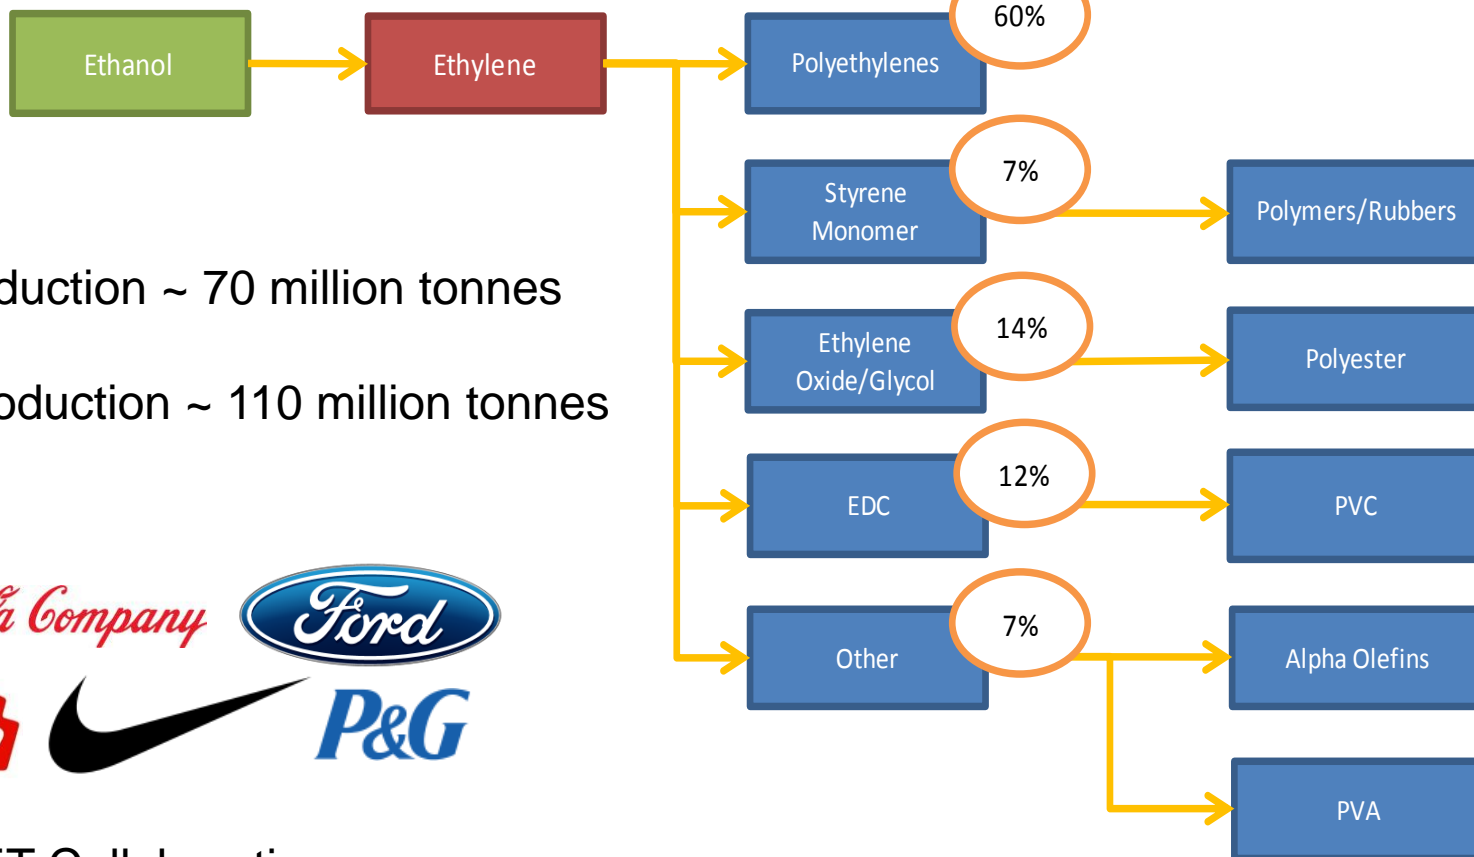 Ethanol
Ethylene
Polyethylenes
60%
Styrene
Monomer
7%
Polymers/Rubbers
duction ~ 70 million tonnes
Ethylene
Oxide/Glycol
14%
Polyester
oduction ~ 110 million tonnes
EDC
12%
PVC
a Company
Ford
Other
7%
Alpha Olefins
P&G
PVA